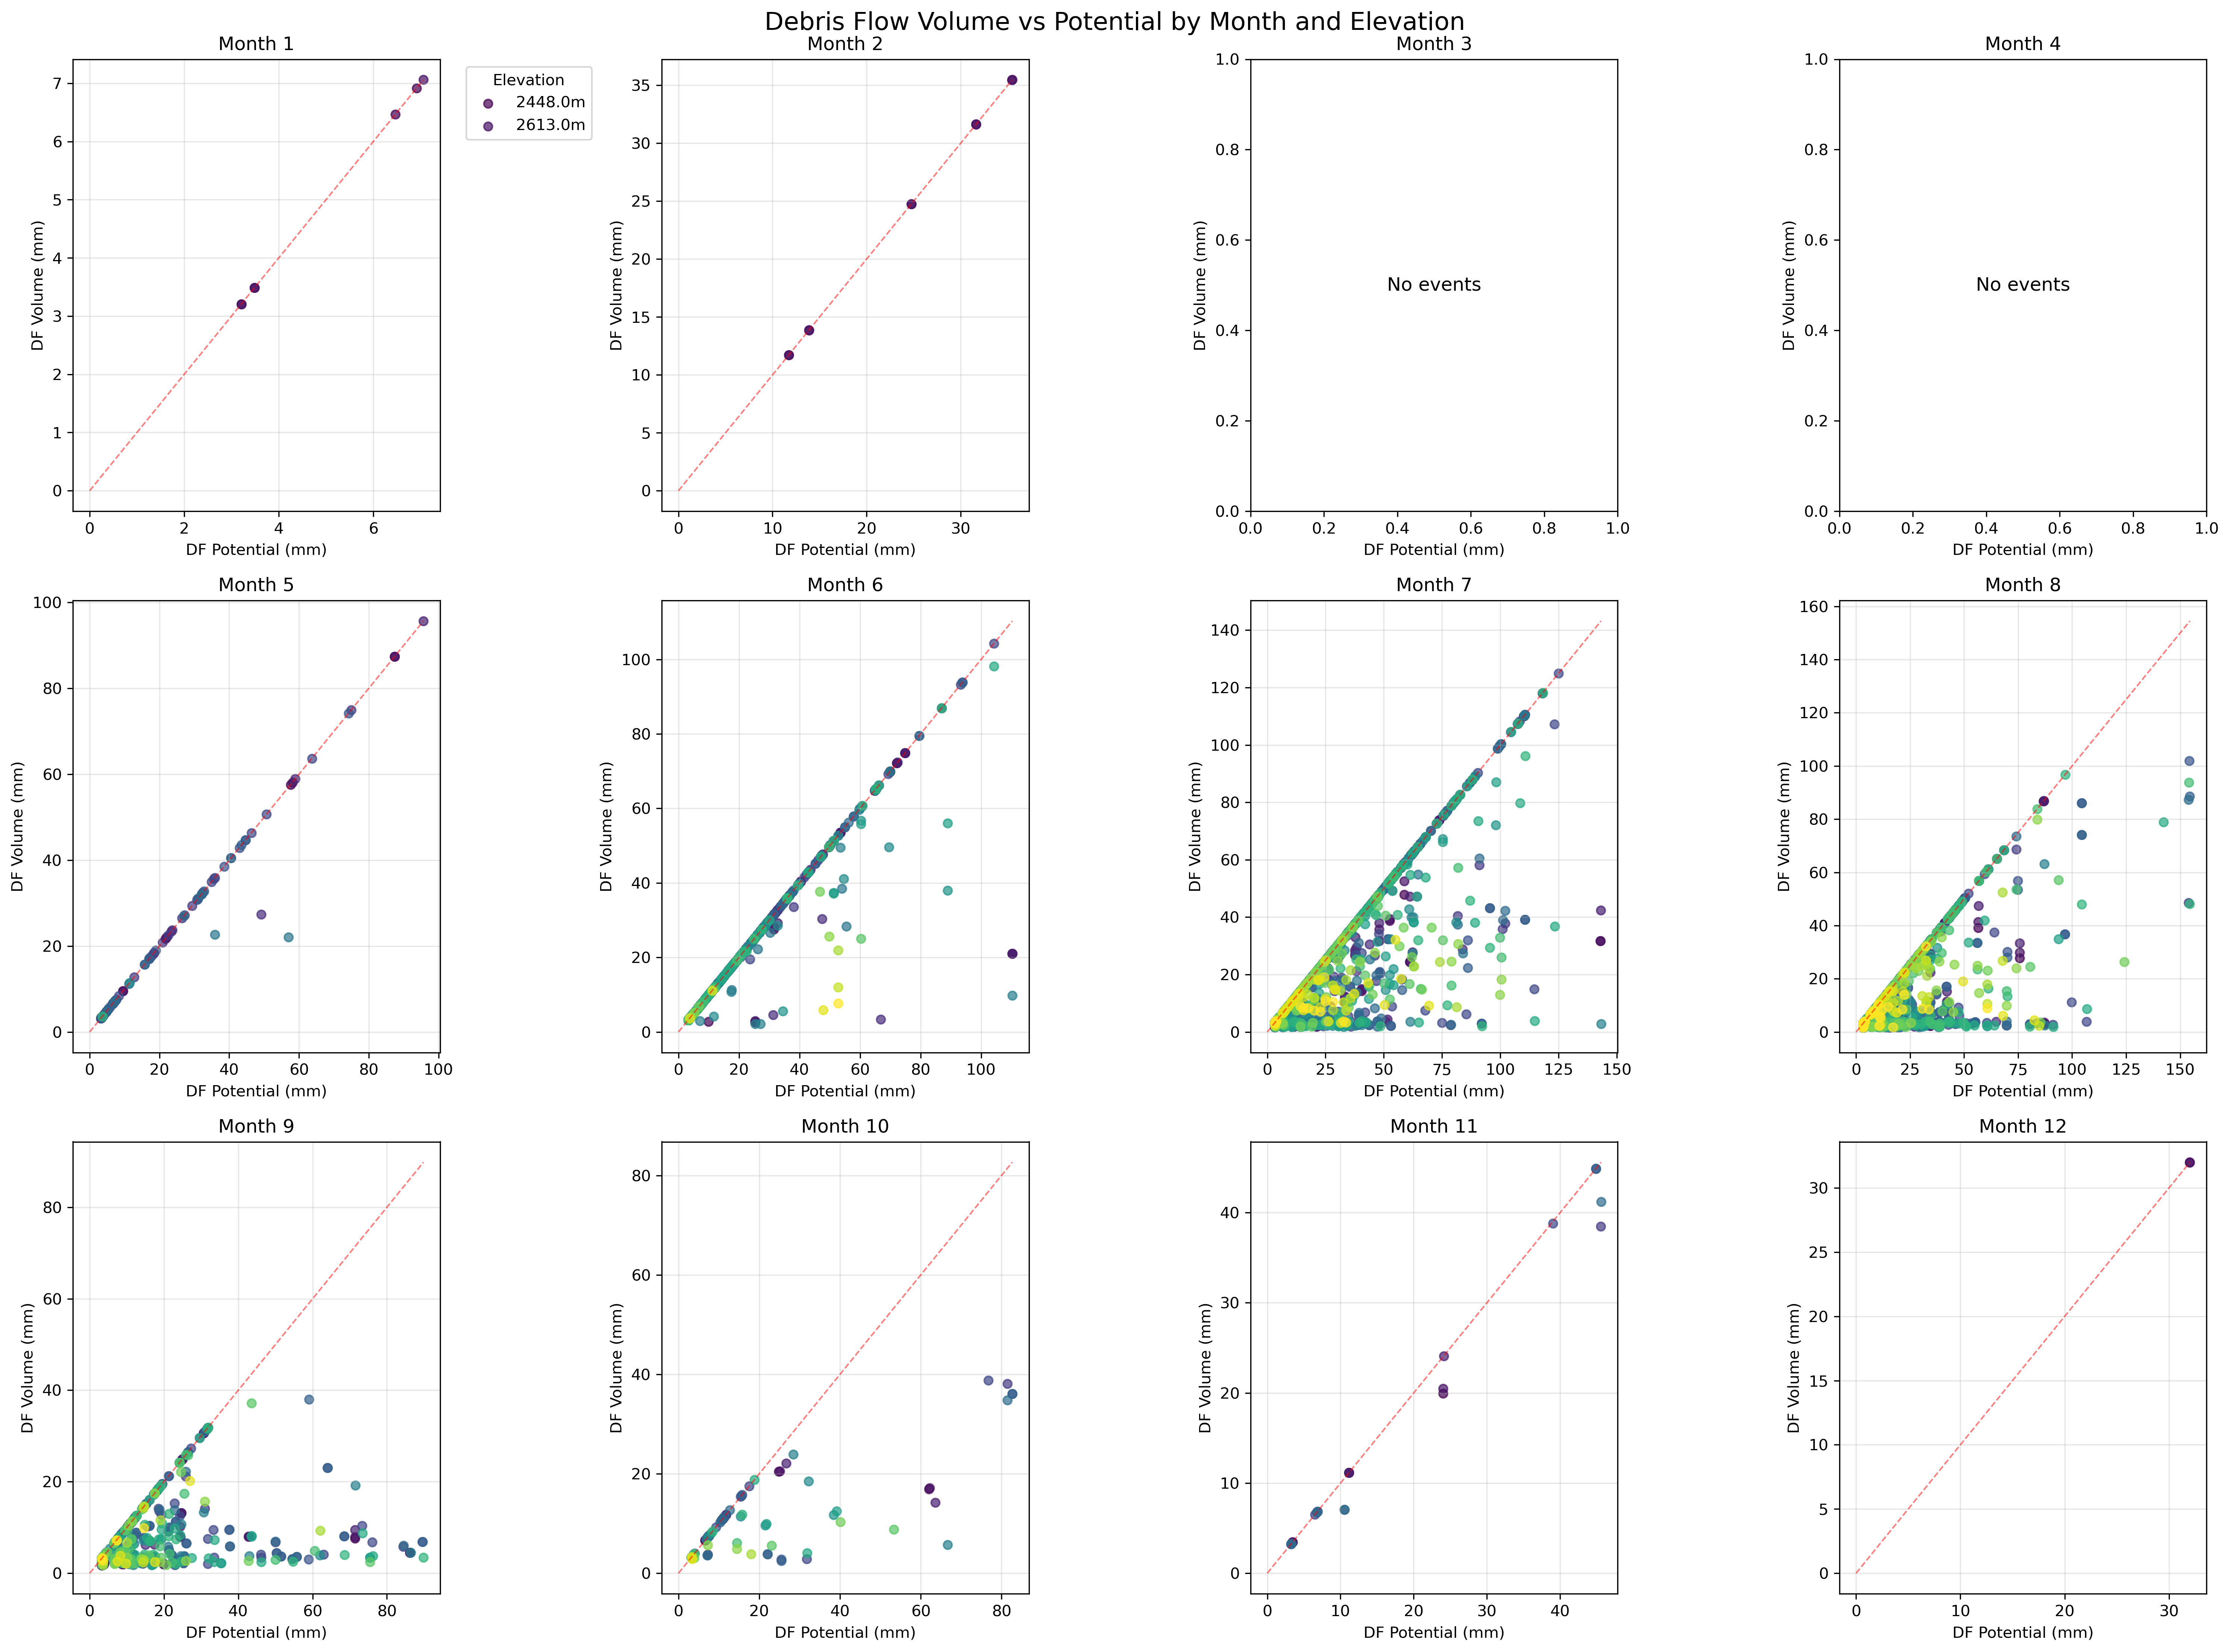 Debris Flow Volume vs Potential by Month and Elevation
Month 1
7
6
5
4
3
2
1
0
DF Volume (mm)
0 2 4 6
DF Potential (mm)
Elevation
2448.0m
2613.0m
Month 2
35
30
25
20
15
10
5
0
DF Volume (mm)
0 10 20 30
DF Potential (mm)
Month 3
1.0
0.8
0.6
0.4
0.2
0.0
DF Volume (mm)
No events
0.0 0.2 0.4 0.6 0.8 1.0
DF Potential (mm)
Month 4
1.0
0.8
0.6
0.4
0.2
0.0
DF Volume (mm)
No events
0.0 0.2 0.4 0.6 0.8 1.0
DF Potential (mm)
Month 5
100
80
60
40
20
0
DF Volume (mm)
0 20 40 60 80 100
DF Potential (mm)
Month 6
100
80
60
40
20
0
DF Volume (mm)
0 20 40 60 80 100
DF Potential (mm)
Month 7
140
120
100
80
60
40
20
0
DF Volume (mm)
0 25 50 75 100 125 150
DF Potential (mm)
Month 8
160
140
120
100
80
60
40
20
0
DF Volume (mm)
0 25 50 75 100 125 150
DF Potential (mm)
Month 9
80
60
40
20
0
DF Volume (mm)
0 20 40 60 80
DF Potential (mm)
Month 10
80
60
40
20
0
DF Volume (mm)
0 20 40 60 80
DF Potential (mm)
Month 11
40
30
20
10
0
DF Volume (mm)
0 10 20 30 40
DF Potential (mm)
Month 12
30
25
20
15
10
5
0
DF Volume (mm)
0 10 20 30
DF Potential (mm)